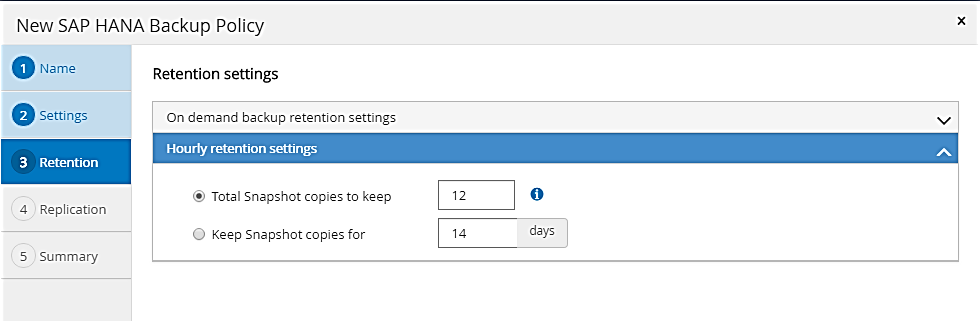 New SAP HANA Backup Policy
x
1 Name
2 Settings
3 Retention
4 Replication
5 Summary
Retention settings
On demand backup retention settings
Hourly retention settings
Total Snapshot copies to keep 12 i
Keep Snapshot copies for 14 days